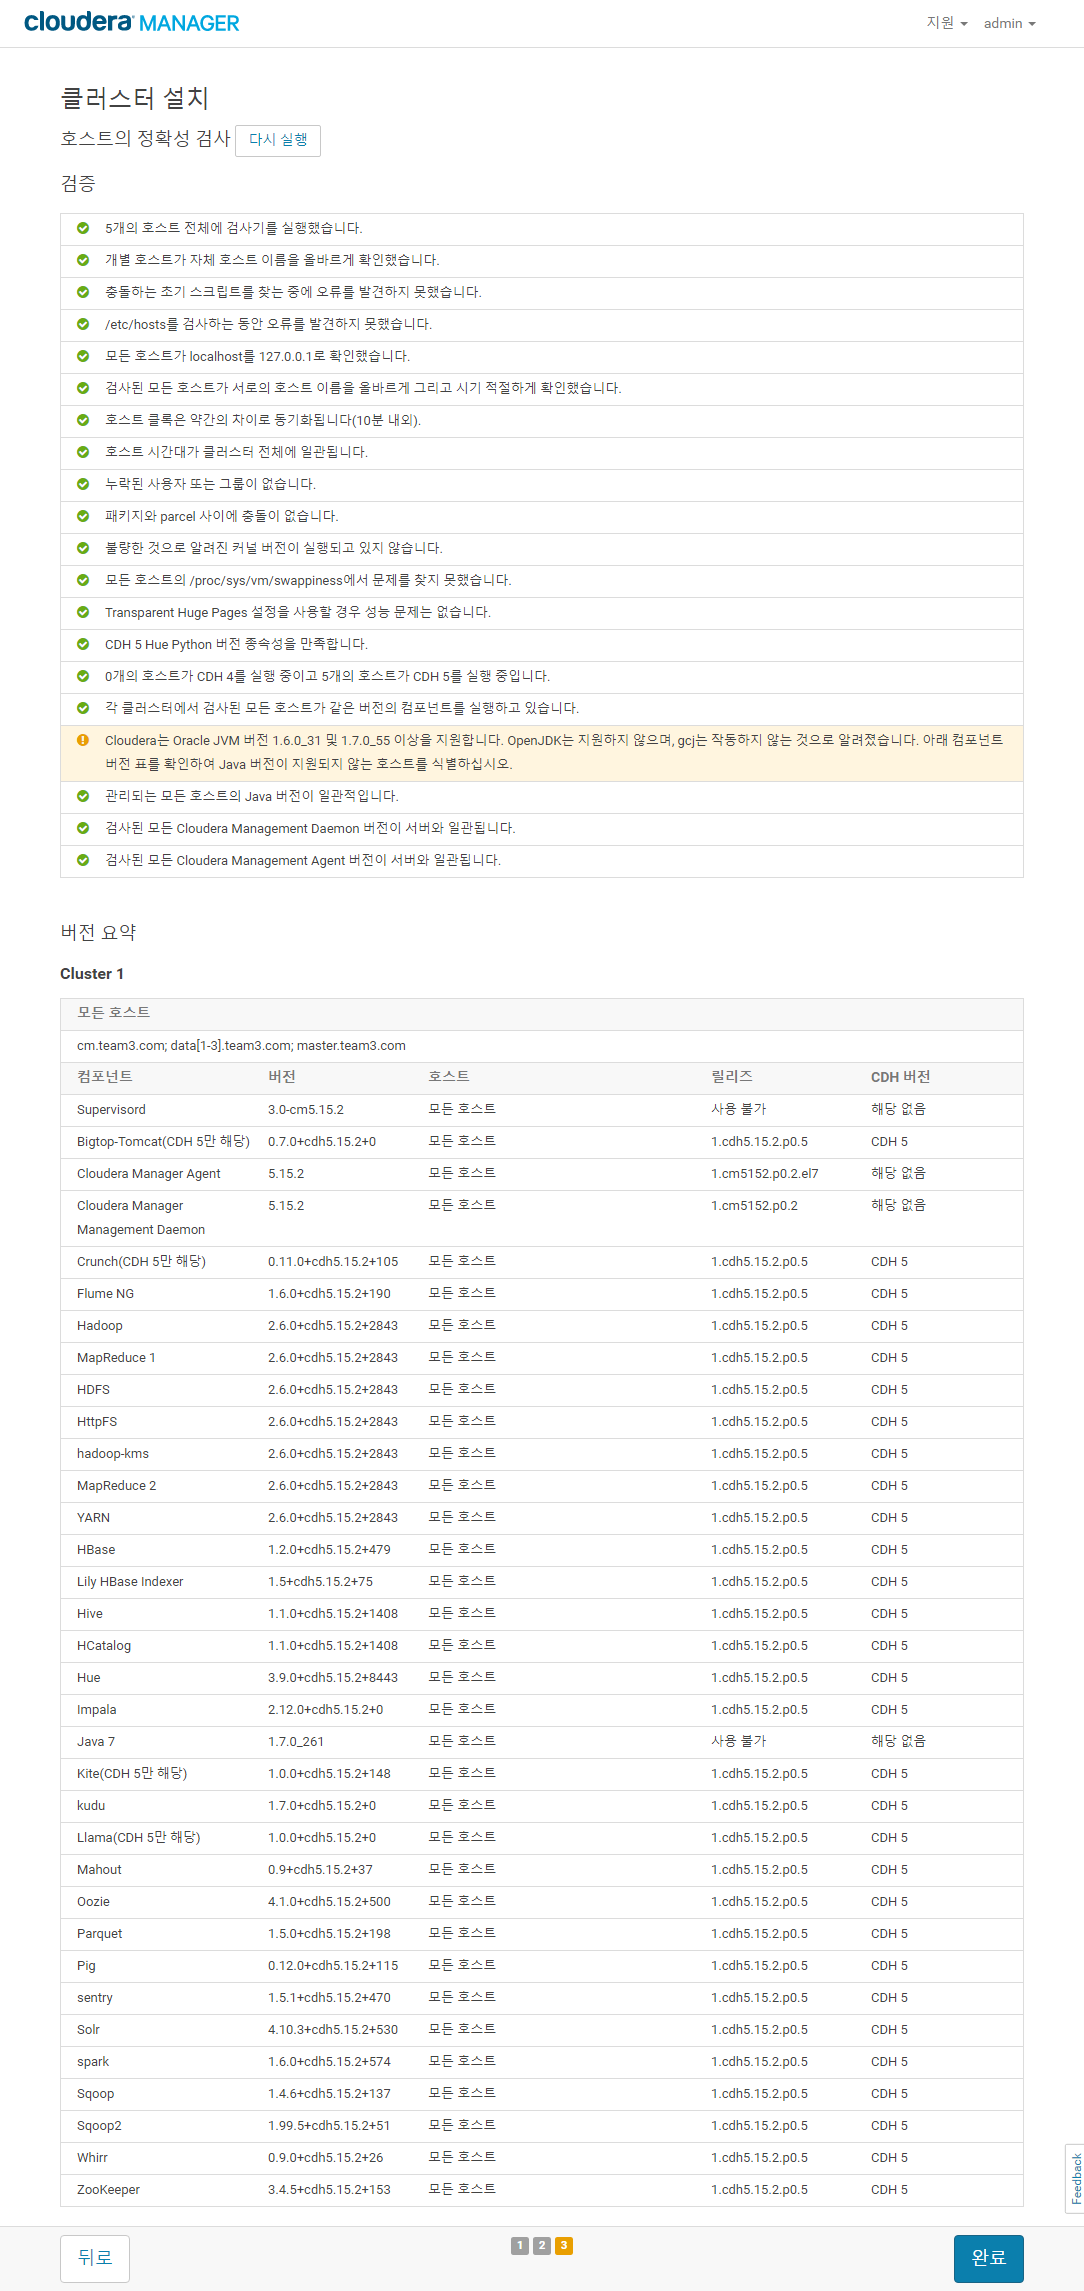 cloudera MANAGER
지원 admin
클러스터 설치
호스트의 정확성 검사 다시 실행
검증
5개의 호스트 전체에 검사기를 실행했습니다.
개별 호스트가 자체 호스트 이름을 올바르게 확인했습니다.
충돌하는 초기 스크립트를 찾는 중에 오류를 발견하지 못했습니다.
/etc/hosts를 검사하는 동안 오류를 발견하지 못했습니다.
모든 호스트가 localhost를 127.0.0.1로 확인했습니다.
검사된 모든 호스트가 서로의 호스트 이름을 올바르게 그리고 시기 적절하게 확인했습니다.
호스트 클록은 약간의 차이로 동기화됩니다(10분 내외).
호스트 시간대가 클러스터 전체에 일관됩니다.
누락된 사용자 또는 그룹이 없습니다.
패키지와 parcel 사이에 충돌이 없습니다.
불량한 것으로 알려진 커널 버전이 실행되고 있지 않습니다.
모든 호스트의 /proc/sys/vm/swappiness에서 문제를 찾지 못했습니다.
Transparent Huge Pages 설정을 사용할 경우 성능 문제는 없습니다.
CDH 5 Hue Python 버전 종속성을 만족합니다.
0개의 호스트가 CDH 4를 실행 중이고 5개의 호스트가 CDH 5를 실행 중입니다.
각 클러스터에서 검사된 모든 호스트가 같은 버전의 컴포넌트를 실행하고 있습니다.
Cloudera는 Oracle JVM 버전 1.6.0_31 및 1.7.0_55 이상을 지원합니다. OpenJDK는 지원하지 않으며, gcj는 작동하지 않는 것으로 알려졌습니다. 아래 컴포넌트
버전 표를 확인하여 Java 버전이 지원되지 않는 호스트를 식별하십시오.
관리되는 모든 호스트의 Java 버전이 일관적입니다.
검사된 모든 Cloudera Management Daemon 버전이 서버와 일관됩니다.
검사된 모든 Cloudera Management Agent 버전이 서버와 일관됩니다.
버전 요약
Cluster 1
모든 호스트
cm.team3.com; data[1-3].team3.com; master.team3.com
컴포넌트 버전 호스트 릴리즈 CDH 버전
Supervisord 3.0-cm5.15.2 모든 호스트 사용 불가 해당 없음
Bigtop-Tomcat(CDH 5만 해당) 0.7.0+cdh5.15.2+0 모든 호스트 1.cdh5.15.2.p0.5 CDH 5
Cloudera Manager Agent 5.15.2 모든 호스트 1.cm5152.p0.2.el7 해당 없음
Cloudera Manager 5.15.2 모든 호스트 1.cm5152.p0.2 해당 없음
Management Daemon
Crunch(CDH 5만 해당) 0.11.0+cdh5.15.2+105 모든 호스트 1.cdh5.15.2.p0.5 CDH 5
Flume NG 1.6.0+cdh5.15.2+190 모든 호스트 1.cdh5.15.2.p0.5 CDH 5
Hadoop 2.6.0+cdh5.15.2+2843 모든 호스트 1.cdh5.15.2.p0.5 CDH 5
MapReduce 1 2.6.0+cdh5.15.2+2843 모든 호스트 1.cdh5.15.2.p0.5 CDH 5
HDFS 2.6.0+cdh5.15.2+2843 모든 호스트 1.cdh5.15.2.p0.5 CDH 5
HttpFS 2.6.0+cdh5.15.2+2843 모든 호스트 1.cdh5.15.2.p0.5 CDH 5
hadoop-kms 2.6.0+cdh5.15.2+2843 모든 호스트 1.cdh5.15.2.p0.5 CDH 5
MapReduce 2 2.6.0+cdh5.15.2+2843 모든 호스트 1.cdh5.15.2.p0.5 CDH 5
YARN 2.6.0+cdh5.15.2+2843 모든 호스트 1.cdh5.15.2.p0.5 CDH 5
HBase 1.2.0+cdh5.15.2+479 모든 호스트 1.cdh5.15.2.p0.5 CDH 5
Lily HBase Indexer 1.5+cdh5.15.2+75 모든 호스트 1.cdh5.15.2.p0.5 CDH 5
Hive 1.1.0+cdh5.15.2+1408 모든 호스트 1.cdh5.15.2.p0.5 CDH 5
HCatalog 1.1.0+cdh5.15.2+1408 모든 호스트 1.cdh5.15.2.p0.5 CDH 5
Hue 3.9.0+cdh5.15.2+8443 모든 호스트 1.cdh5.15.2.p0.5 CDH 5
Impala 2.12.0+cdh5.15.2+0 모든 호스트 1.cdh5.15.2.p0.5 CDH 5
Java 7 1.7.0_261 모든 호스트 사용 불가 해당 없음
Kite(CDH 5만 해당) 1.0.0+cdh5.15.2+148 모든 호스트 1.cdh5.15.2.p0.5 CDH 5
kudu 1.7.0+cdh5.15.2+0 모든 호스트 1.cdh5.15.2.p0.5 CDH 5
Llama(CDH 5만 해당) 1.0.0+cdh5.15.2+0 모든 호스트 1.cdh5.15.2.p0.5 CDH 5
Mahout 0.9+cdh5.15.2+37 모든 호스트 1.cdh5.15.2.p0.5 CDH 5
Oozie 4.1.0+cdh5.15.2+500 모든 호스트 1.cdh5.15.2.p0.5 CDH 5
Parquet 1.5.0+cdh5.15.2+198 모든 호스트 1.cdh5.15.2.p0.5 CDH 5
Pig 0.12.0+cdh5.15.2+115 모든 호스트 1.cdh5.15.2.p0.5 CDH 5
sentry 1.5.1+cdh5.15.2+470 모든 호스트 1.cdh5.15.2.p0.5 CDH 5
Solr 4.10.3+cdh5.15.2+530 모든 호스트 1.cdh5.15.2.p0.5 CDH 5
spark 1.6.0+cdh5.15.2+574 모든 호스트 1.cdh5.15.2.p0.5 CDH 5
Sqoop 1.4.6+cdh5.15.2+137 모든 호스트 1.cdh5.15.2.p0.5 CDH 5
Sqoop2 1.99.5+cdh5.15.2+51 모든 호스트 1.cdh5.15.2.p0.5 CDH 5
Whirr 0.9.0+cdh5.15.2+26 모든 호스트 1.cdh5.15.2.p0.5 CDH 5
ZooKeeper 3.4.5+cdh5.15.2+153 모든 호스트 1.cdh5.15.2.p0.5 CDH 5
Feedback
뒤로 1 2 3 완료